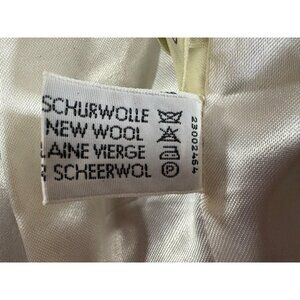 SCHURWOLLE
NEW WOOL
LAINE VIERGE
R SCHEERWOL
P
23002464